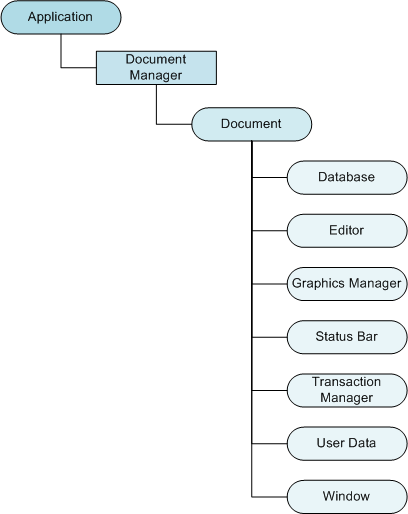 Application
Document
Manager
Document
Database
Editor
Graphics Manager
Status Bar
Transaction
Manager
User Data
Window